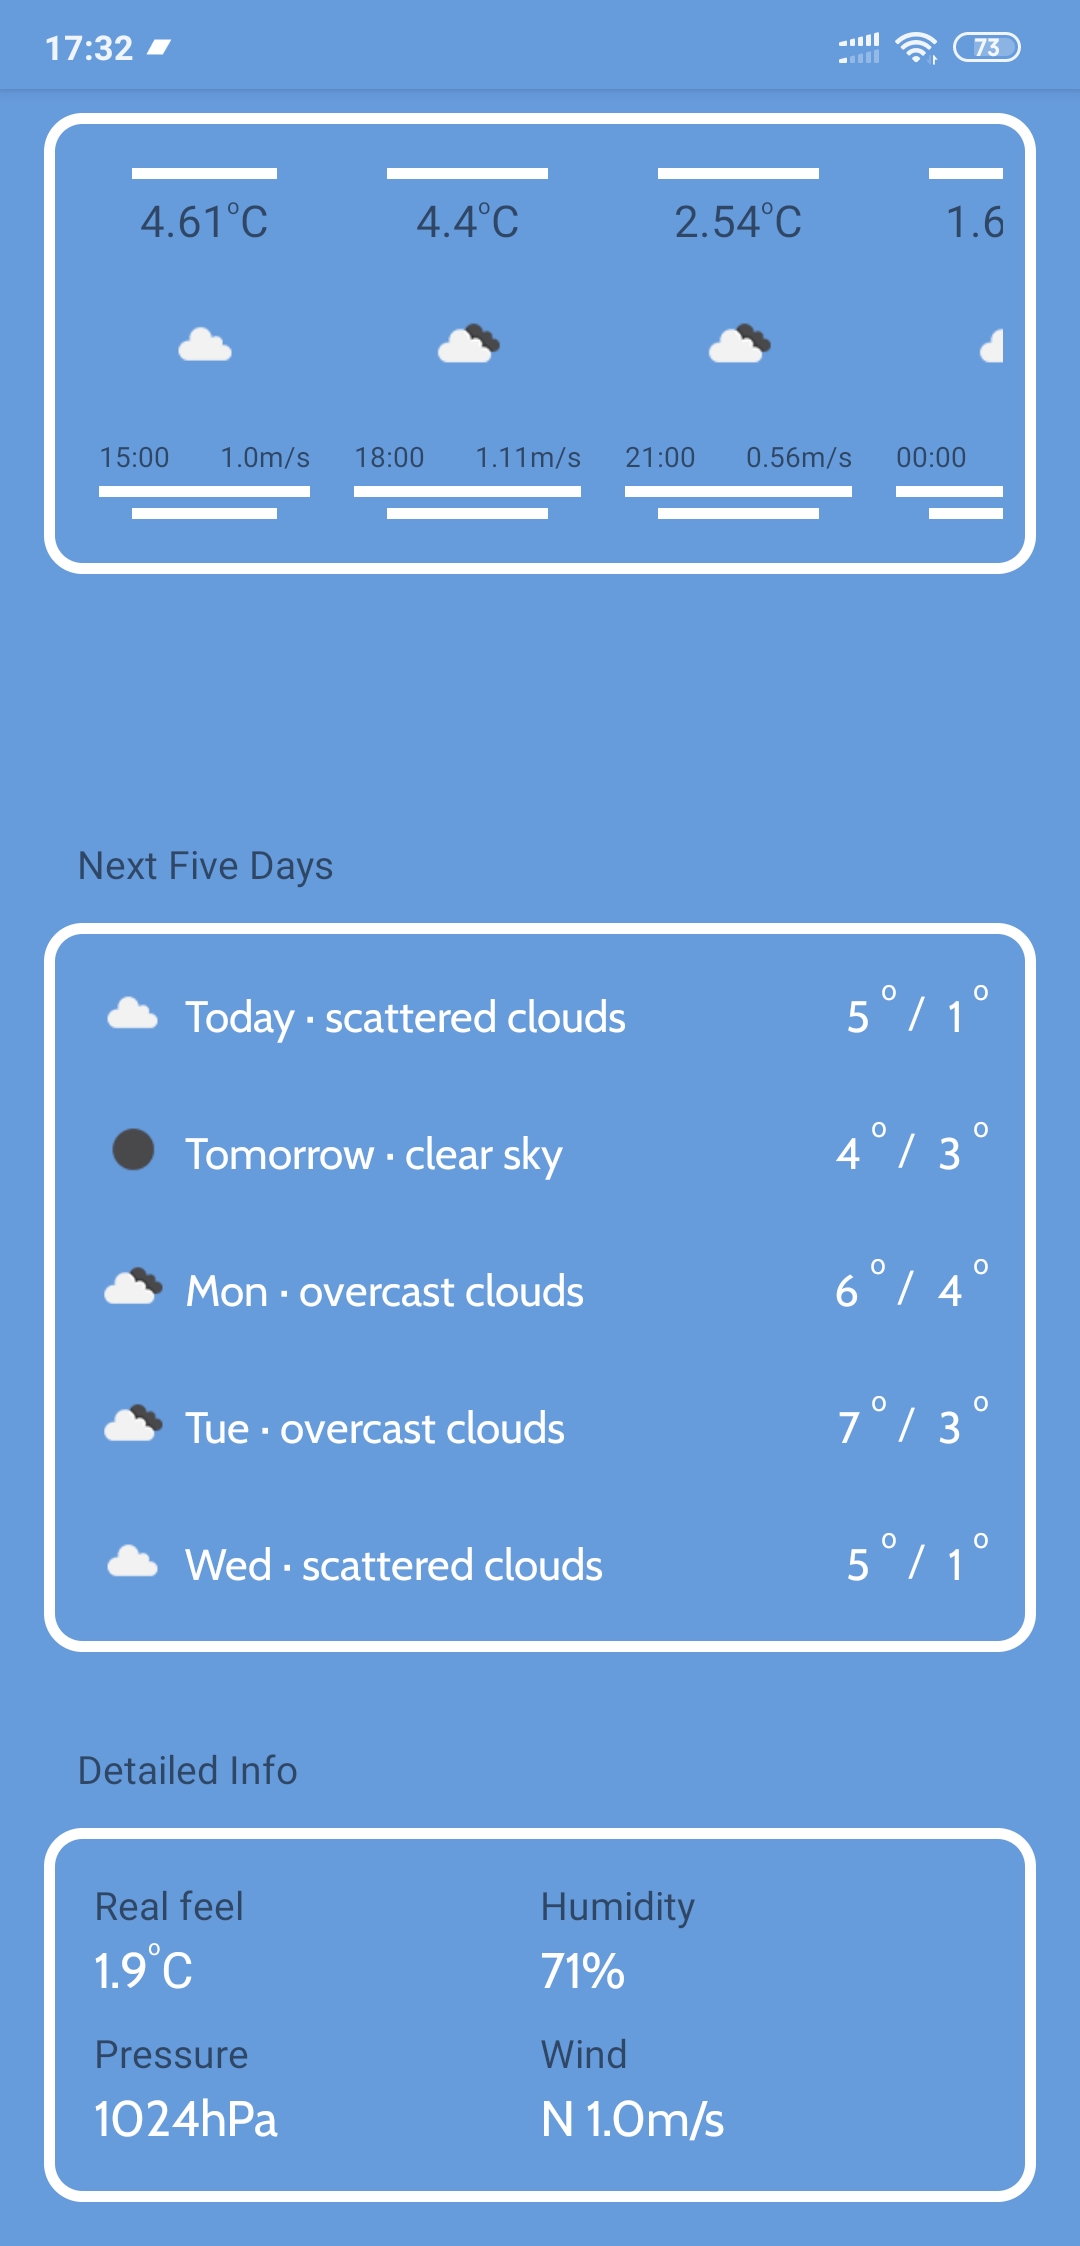 17:32 73
4.61°C 4.4°C 2.54°C 1.6
15:00 1.0m/s 18:00 1.11m/s 21:00 0.56m/s 00:00
Next Five Days
Today · scattered clouds 5° / 1°
Tomorrow · clear sky 4° / 3°
Mon · overcast clouds 6° / 4°
Tue · overcast clouds 7° / 3°
Wed · scattered clouds 5° / 1°
Detailed Info
Real feel Humidity
1.9°C 71%
Pressure Wind
1024hPa N 1.0m/s